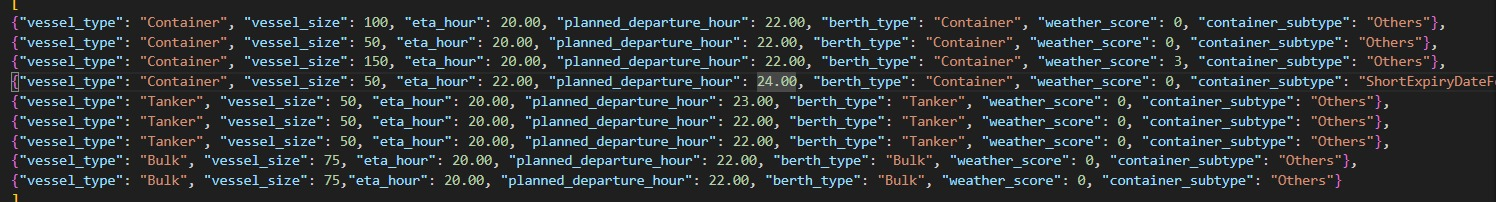 [
{"vessel_type": "Container", "vessel_size": 100, "eta_hour": 20.00, "planned_departure_hour": 22.00, "berth_type": "Container", "weather_score": 0, "container_subtype": "Others"},
{"vessel_type": "Container", "vessel_size": 50, "eta_hour": 20.00, "planned_departure_hour": 22.00, "berth_type": "Container", "weather_score": 0, "container_subtype": "Others"},
{"vessel_type": "Container", "vessel_size": 150, "eta_hour": 20.00, "planned_departure_hour": 22.00, "berth_type": "Container", "weather_score": 3, "container_subtype": "Others"},
{"vessel_type": "Container", "vessel_size": 50, "eta_hour": 22.00, "planned_departure_hour": 24.00, "berth_type": "Container", "weather_score": 0, "container_subtype": "ShortExpiryDateFo
{"vessel_type": "Tanker", "vessel_size": 50, "eta_hour": 20.00, "planned_departure_hour": 23.00, "berth_type": "Tanker", "weather_score": 0, "container_subtype": "Others"},
{"vessel_type": "Tanker", "vessel_size": 50, "eta_hour": 20.00, "planned_departure_hour": 22.00, "berth_type": "Tanker", "weather_score": 0, "container_subtype": "Others"},
{"vessel_type": "Tanker", "vessel_size": 50, "eta_hour": 20.00, "planned_departure_hour": 22.00, "berth_type": "Tanker", "weather_score": 0, "container_subtype": "Others"},
{"vessel_type": "Bulk", "vessel_size": 75, "eta_hour": 20.00, "planned_departure_hour": 22.00, "berth_type": "Bulk", "weather_score": 0, "container_subtype": "Others"},
{"vessel_type": "Bulk", "vessel_size": 75,"eta_hour": 20.00, "planned_departure_hour": 22.00, "berth_type": "Bulk", "weather_score": 0, "container_subtype": "Others"}
]